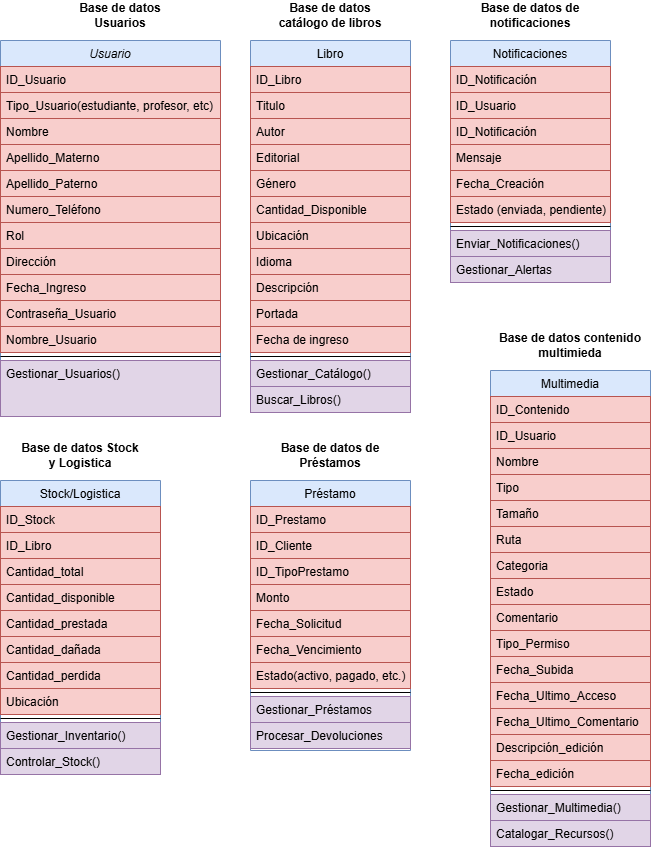 Base de datos
Usuarios
Usuario
ID_Usuario
Tipo_Usuario(estudiante, profesor, etc)
Nombre
Apellido_Materno
Apellido_Paterno
Numero_Teléfono
Rol
Dirección
Fecha_Ingreso
Contraseña_Usuario
Nombre_Usuario
Gestionar_Usuarios()
Base de datos
catálogo de libros
Libro
ID_Libro
Titulo
Autor
Editorial
Género
Cantidad_Disponible
Ubicación
Idioma
Descripción
Portada
Fecha de ingreso
Gestionar_Catálogo()
Buscar_Libros()
Base de datos de
notificaciones
Notificaciones
ID_Notificación
ID_Usuario
ID_Notificación
Mensaje
Fecha_Creación
Estado (enviada, pendiente)
Enviar_Notificaciones()
Gestionar_Alertas
Base de datos Stock
y Logistica
Stock/Logistica
ID_Stock
ID_Libro
Cantidad_total
Cantidad_disponible
Cantidad_prestada
Cantidad_dañada
Cantidad_perdida
Ubicación
Gestionar_Inventario()
Controlar_Stock()
Base de datos de
Préstamos
Préstamo
ID_Prestamo
ID_Cliente
ID_TipoPrestamo
Monto
Fecha_Solicitud
Fecha_Vencimiento
Estado(activo, pagado, etc.)
Gestionar_Préstamos
Procesar_Devoluciones
Base de datos contenido
multimieda
Multimedia
ID_Contenido
ID_Usuario
Nombre
Tipo
Tamaño
Ruta
Categoria
Estado
Comentario
Tipo_Permiso
Fecha_Subida
Fecha_Ultimo_Acceso
Fecha_Ultimo_Comentario
Descripción_edición
Fecha_edición
Gestionar_Multimedia()
Catalogar_Recursos()